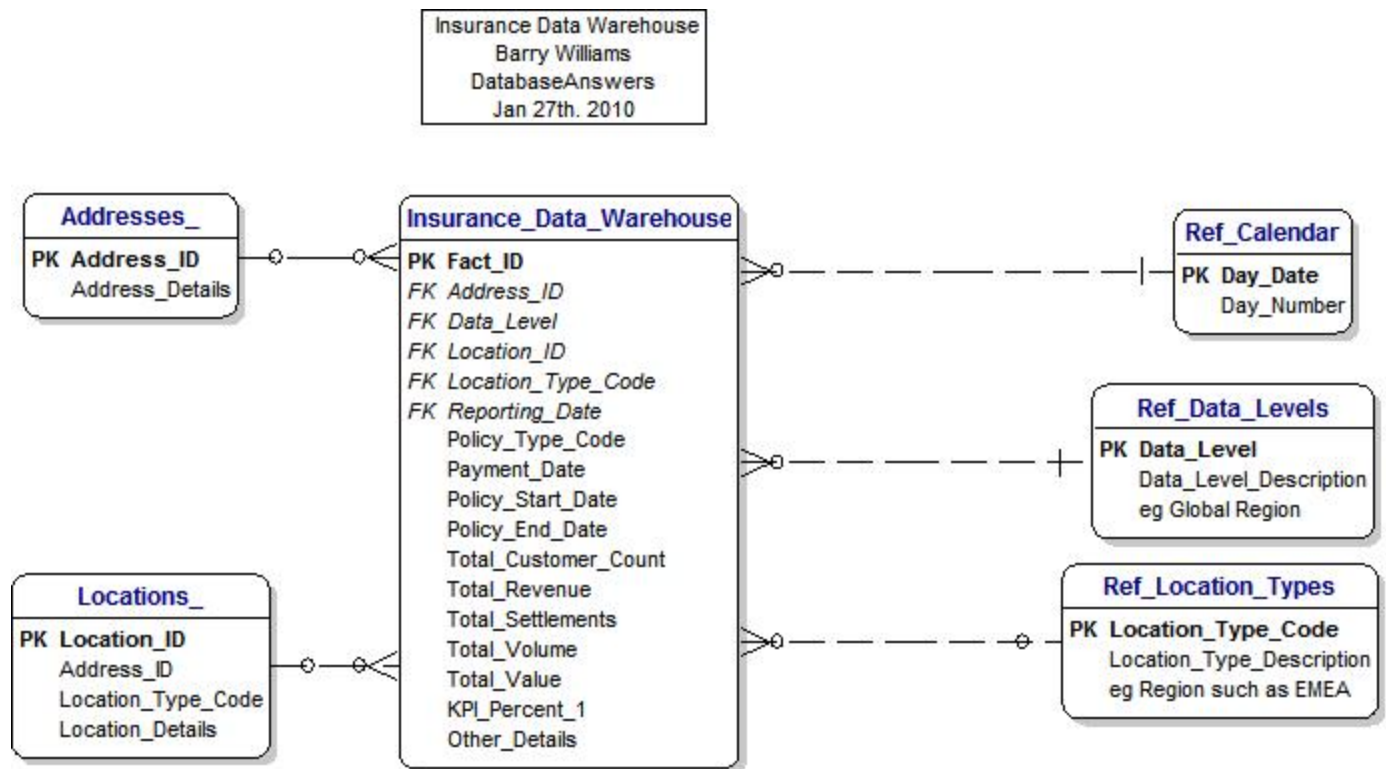 Insurance Data Warehouse
Barry Williams
DatabaseAnswers
Jan 27th. 2010
Addresses_
PK Address_ID
Address_Details
Insurance_Data_Warehouse
PK Fact_ID
FK Address_ID
FK Data_Level
FK Location_ID
FK Location_Type_Code
FK Reporting_Date
Policy_Type_Code
Payment_Date
Policy_Start_Date
Policy_End_Date
Total_Customer_Count
Total_Revenue
Total_Settlements
Total_Volume
Total_Value
KPI_Percent_1
Other_Details
Ref_Calendar
PK Day_Date
Day_Number
Ref_Data_Levels
PK Data_Level
Data_Level_Description
eg Global Region
Locations_
PK Location_ID
Address_ID
Location_Type_Code
Location_Details
Ref_Location_Types
PK Location_Type_Code
Location_Type_Description
eg Region such as EMEA